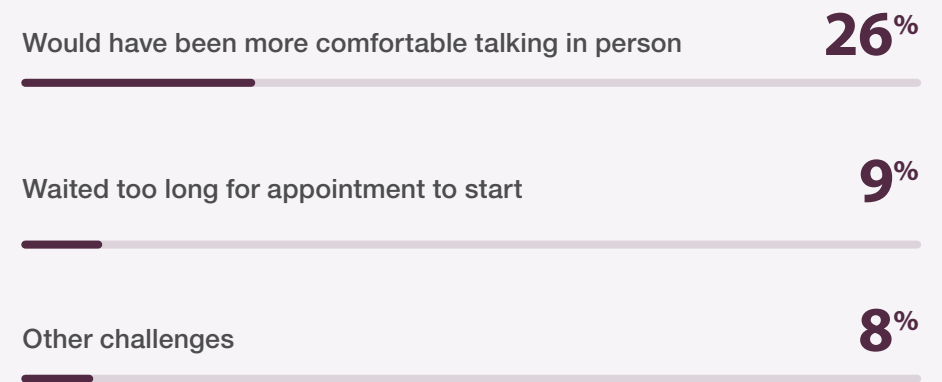 Would have been more comfortable talking in person 26%
Waited too long for appointment to start 9%
Other challenges 8%